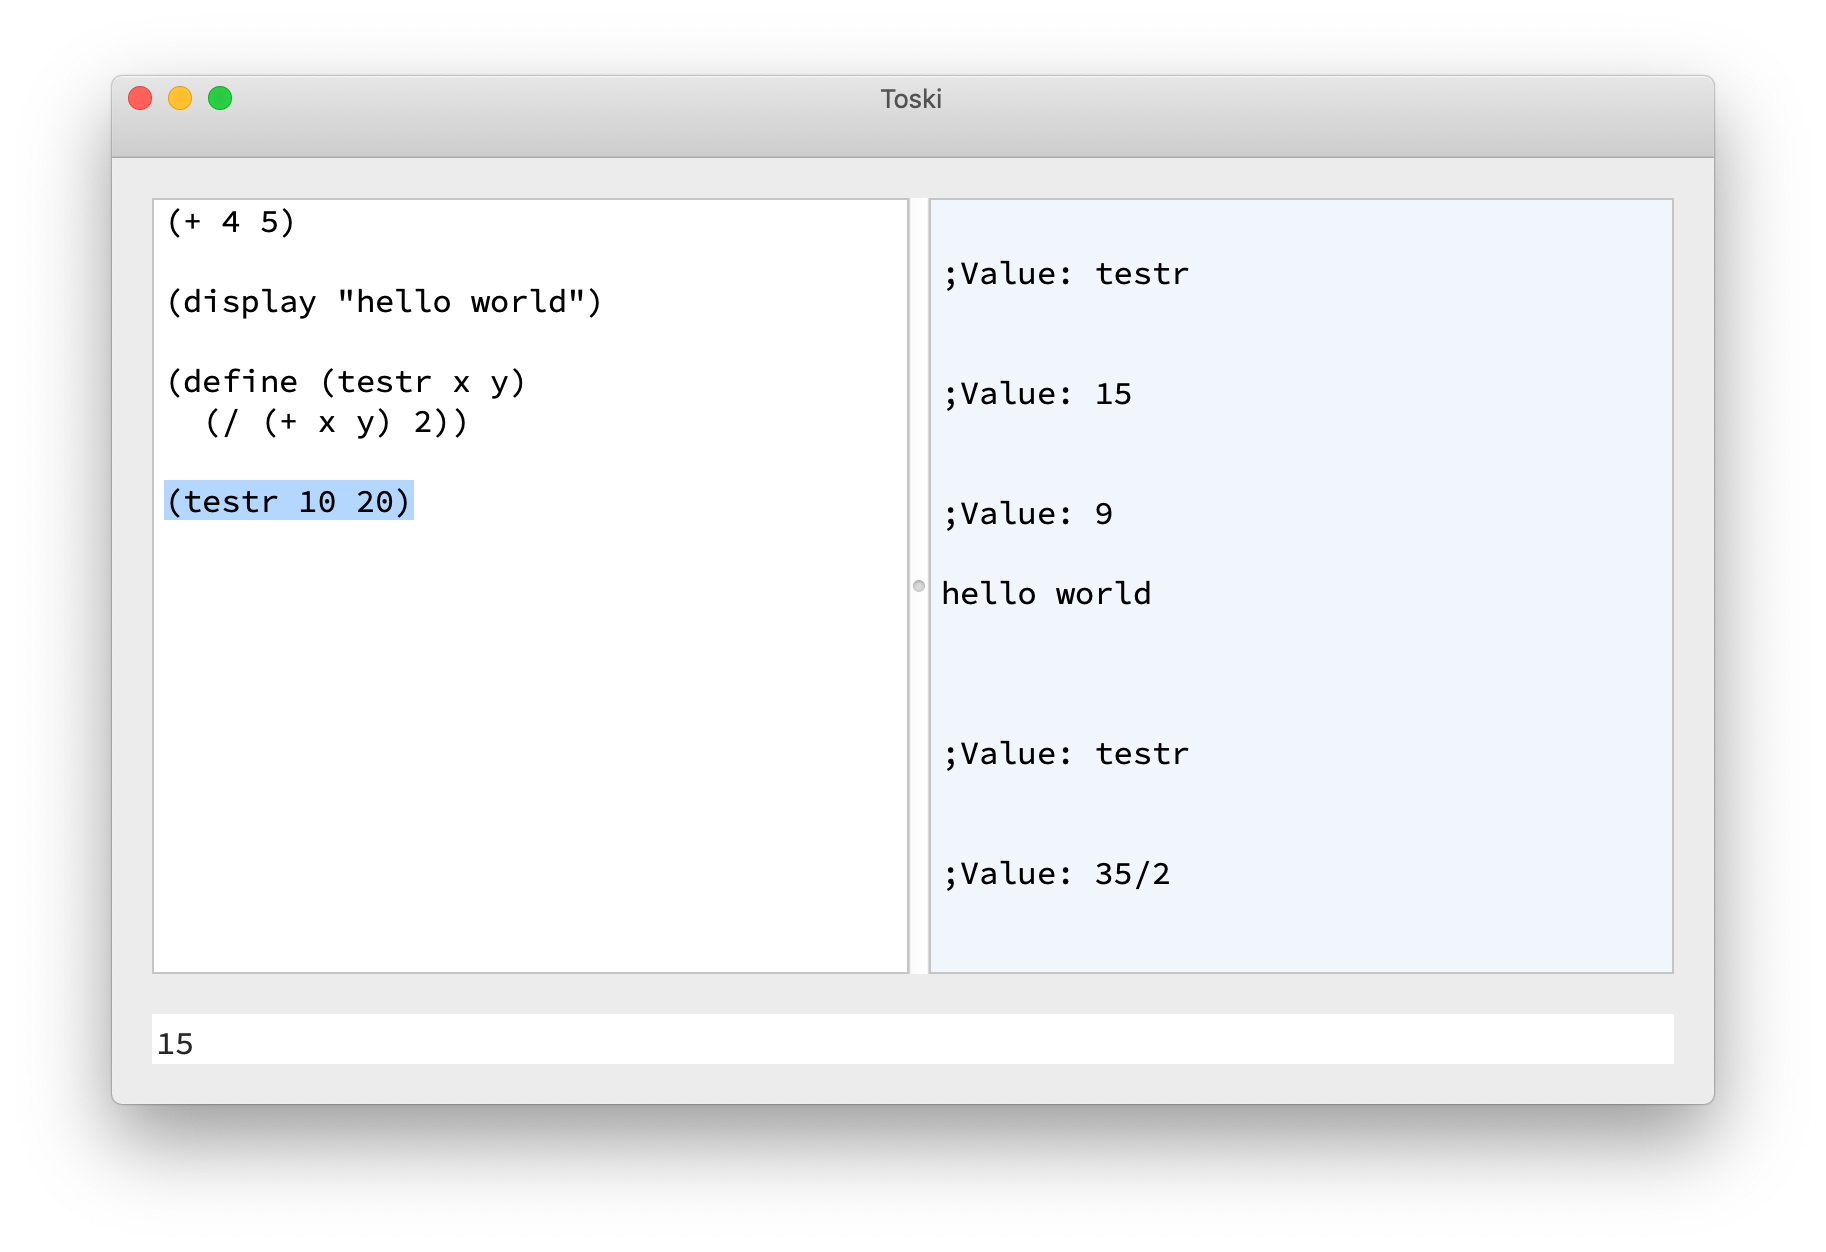 Toski
(+ 4 5)
(display "hello world")
(define (testr x y)
  (/ (+ x y) 2))
(testr 10 20)
;Value: testr
;Value: 15
;Value: 9
hello world
;Value: testr
;Value: 35/2
15